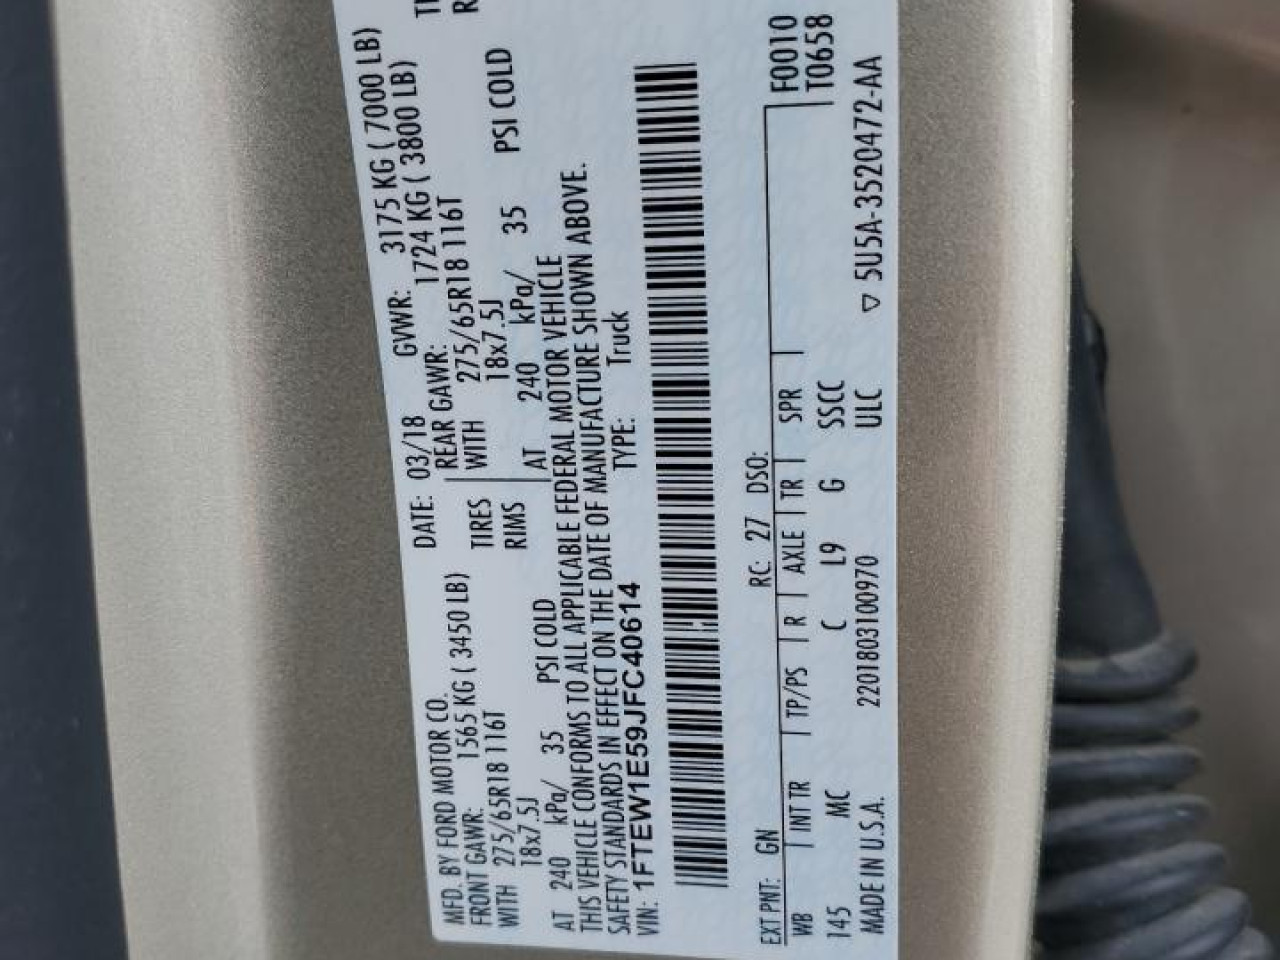 MFD. BY FORD MOTOR CO.
DATE: 03/18 GVWR: 3175 KG ( 7000 LB)
FRONT GAWR: 1565 KG ( 3450 LB)
REAR GAWR: 1724 KG ( 3800 LB)
WITH 275/65R18 116T TIRES WITH 275/65R18 116T
18x7.5J RIMS 18x7.5J
AT 240 kPa/ 35 PSI COLD AT 240 kPa/ 35 PSI COLD
THIS VEHICLE CONFORMS TO ALL APPLICABLE FEDERAL MOTOR VEHICLE
SAFETY STANDARDS IN EFFECT ON THE DATE OF MANUFACTURE SHOWN ABOVE.
VIN: 1FTEW1E59JFC40614 TYPE: Truck
EXT PNT: GN RC: 27 DSO: F0010
WB | INT TR | TP/PS | R | AXLE | TR | SPR | T0658
145 MC C L9 G SSCC
MADE IN U.S.A. 2201803100970 ULC ▽ 5U5A-3520472-AA